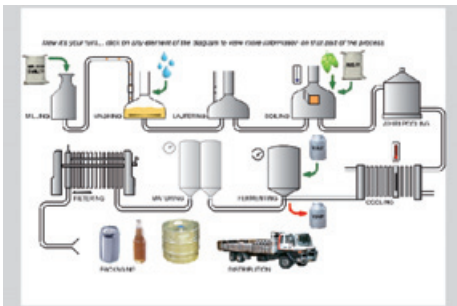 Now it's your turn... click on any element of the diagram to view more information on that part of the process
MILLING
MASHING
LAUTERING
BOILING
WHIRLPOOLING
FILTERING
MATURING
FERMENTING
COOLING
PACKAGING
DISTRIBUTION